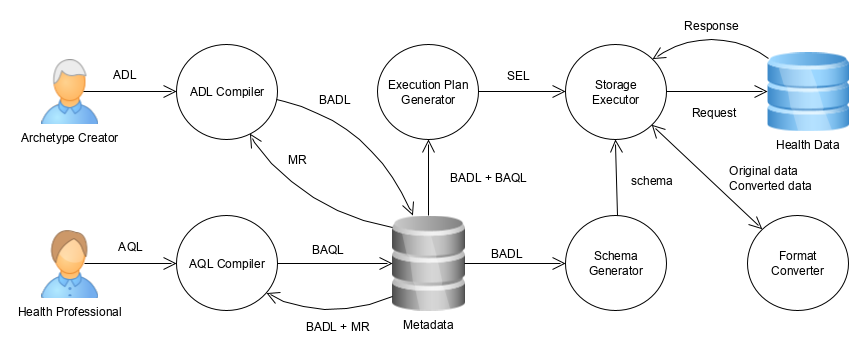 Response
ADL
ADL Compiler
BADL
Execution Plan
Generator
SEL
Storage
Executor
Request
Archetype Creator
Health Data
MR
BADL + BAQL
schema
Original data
Converted data
AQL
AQL Compiler
BAQL
BADL
Schema
Generator
Format
Converter
Health Professional
BADL + MR
Metadata